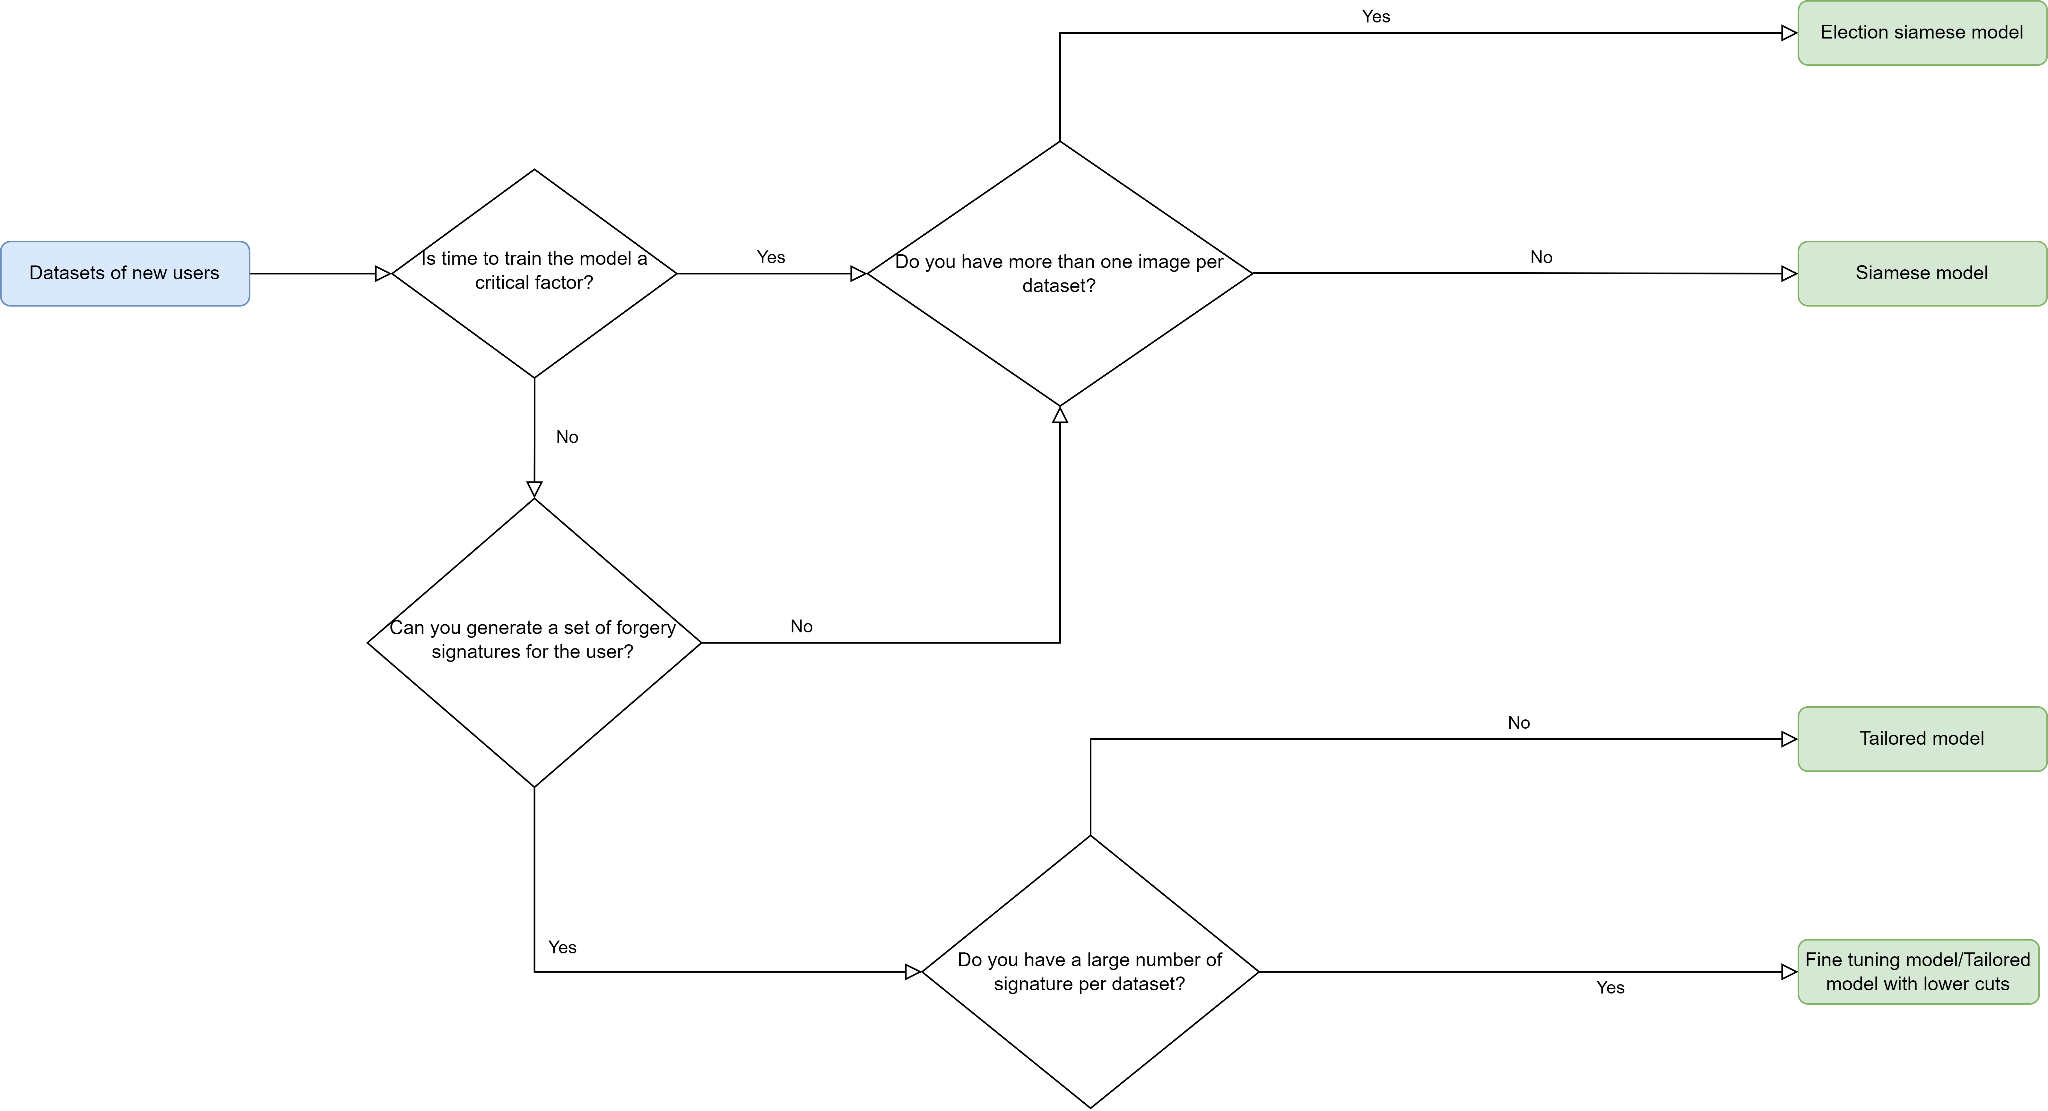 Yes
Election siamese model
Datasets of new users
Is time to train the model a
critical factor?
Yes
Do you have more than one image per
dataset?
No
Siamese model
No
Can you generate a set of forgery
signatures for the user?
No
No
Tailored model
Yes
Do you have a large number of
signature per dataset?
Yes
Fine tuning model/Tailored
model with lower cuts